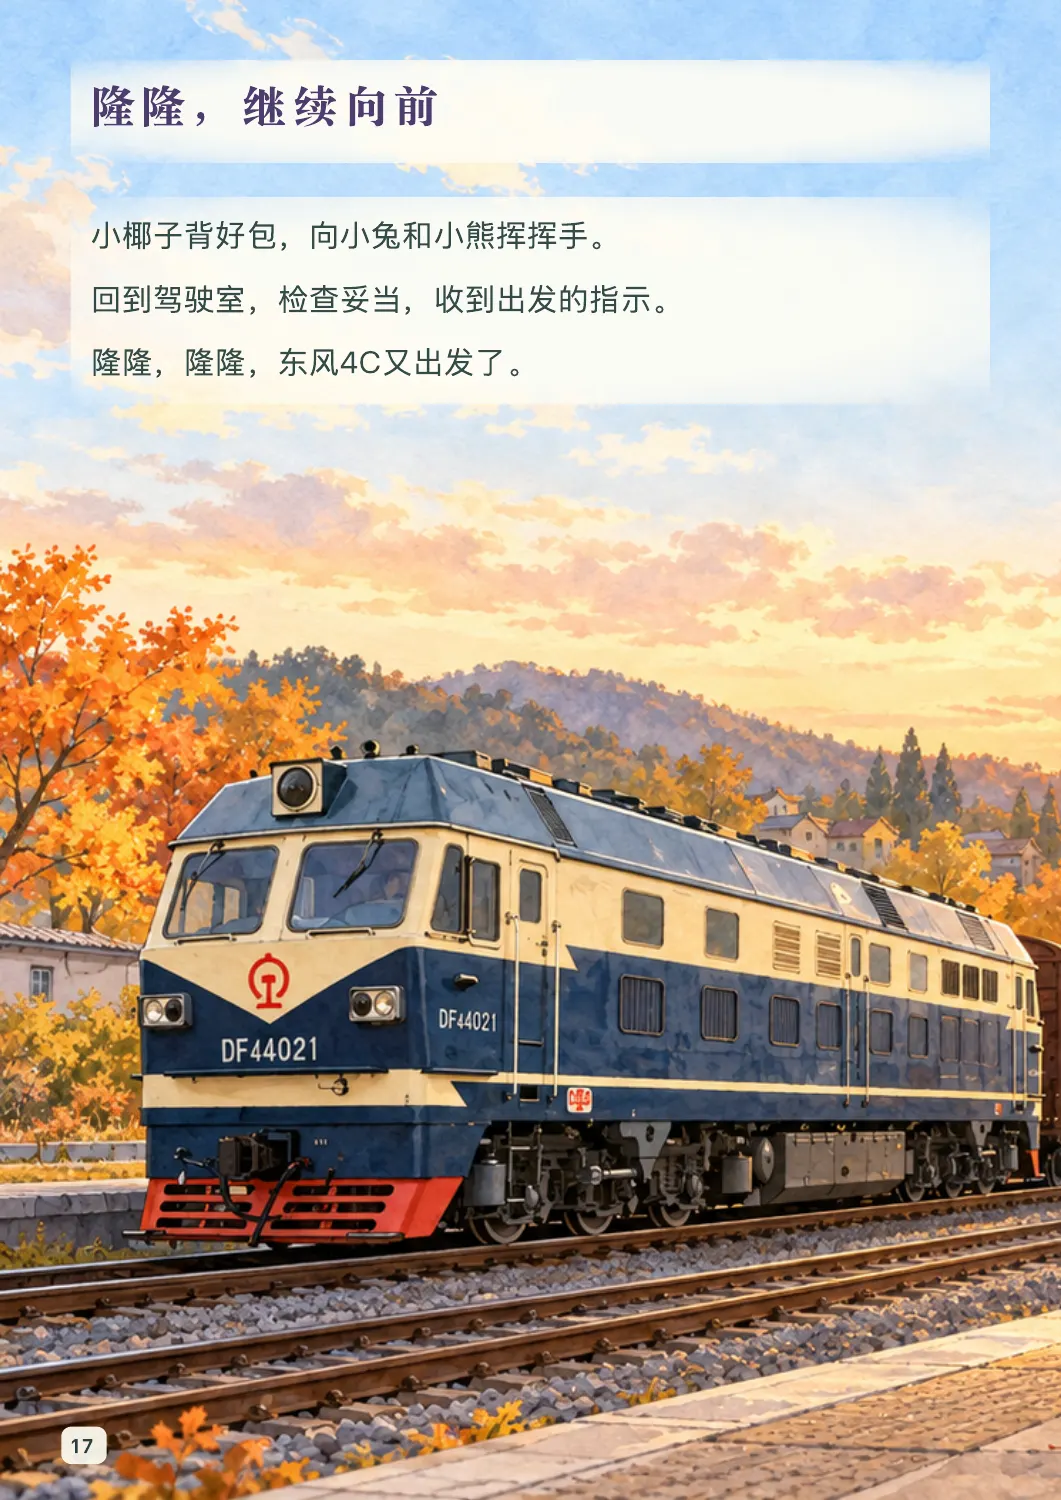 隆隆，继续向前
小椰子背好包，向小兔和小熊挥挥手。
回到驾驶室，检查妥当，收到出发的指示。
隆隆，隆隆，东风4C又出发了。
DF44021
DF44021
17